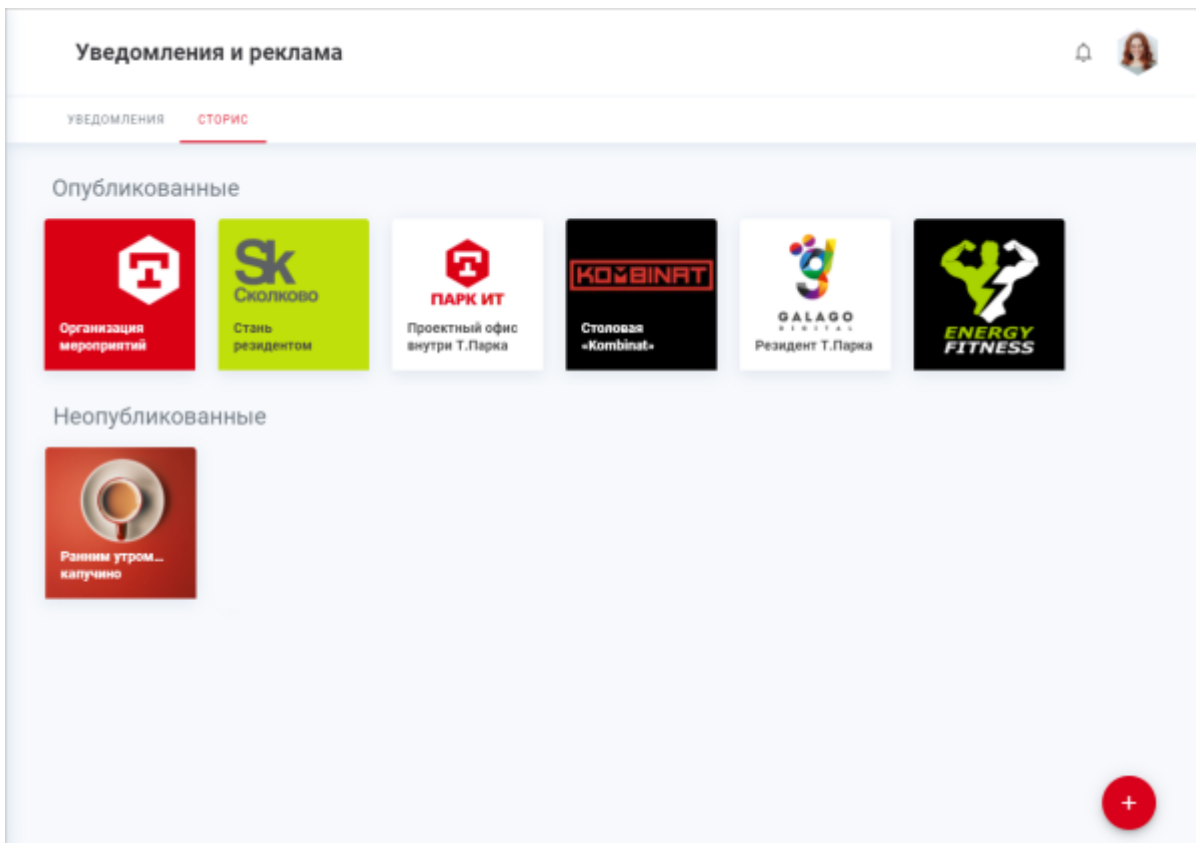 Уведомления и реклама
УВЕДОМЛЕНИЯ
СТОРИС
Опубликованные
Организация
мероприятий
Sk
Сколково
Стань
резидентом
ПАРК ИТ
Проектный офис
внутри Т.Парка
KOMBINAT
Столовая
«Kombinat»
g
GALAGO
DIGITAL
Резидент Т.Парка
ENERGY
FITNESS
Неопубликованные
Ранним утром...
капучино
+